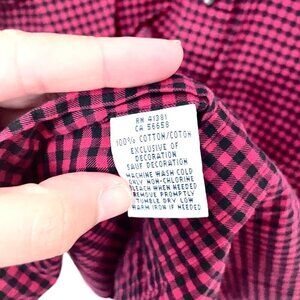 RN 41381
CA 56658
100% COTTON/COTON
EXCLUSIVE OF
DECORATION
SAUF DECORATION
MACHINE WASH COLD
ONLY NON-CHLORINE
BLEACH WHEN NEEDED
REMOVE PROMPTLY
TUMBLE DRY LOW
WARM IRON IF NEEDED